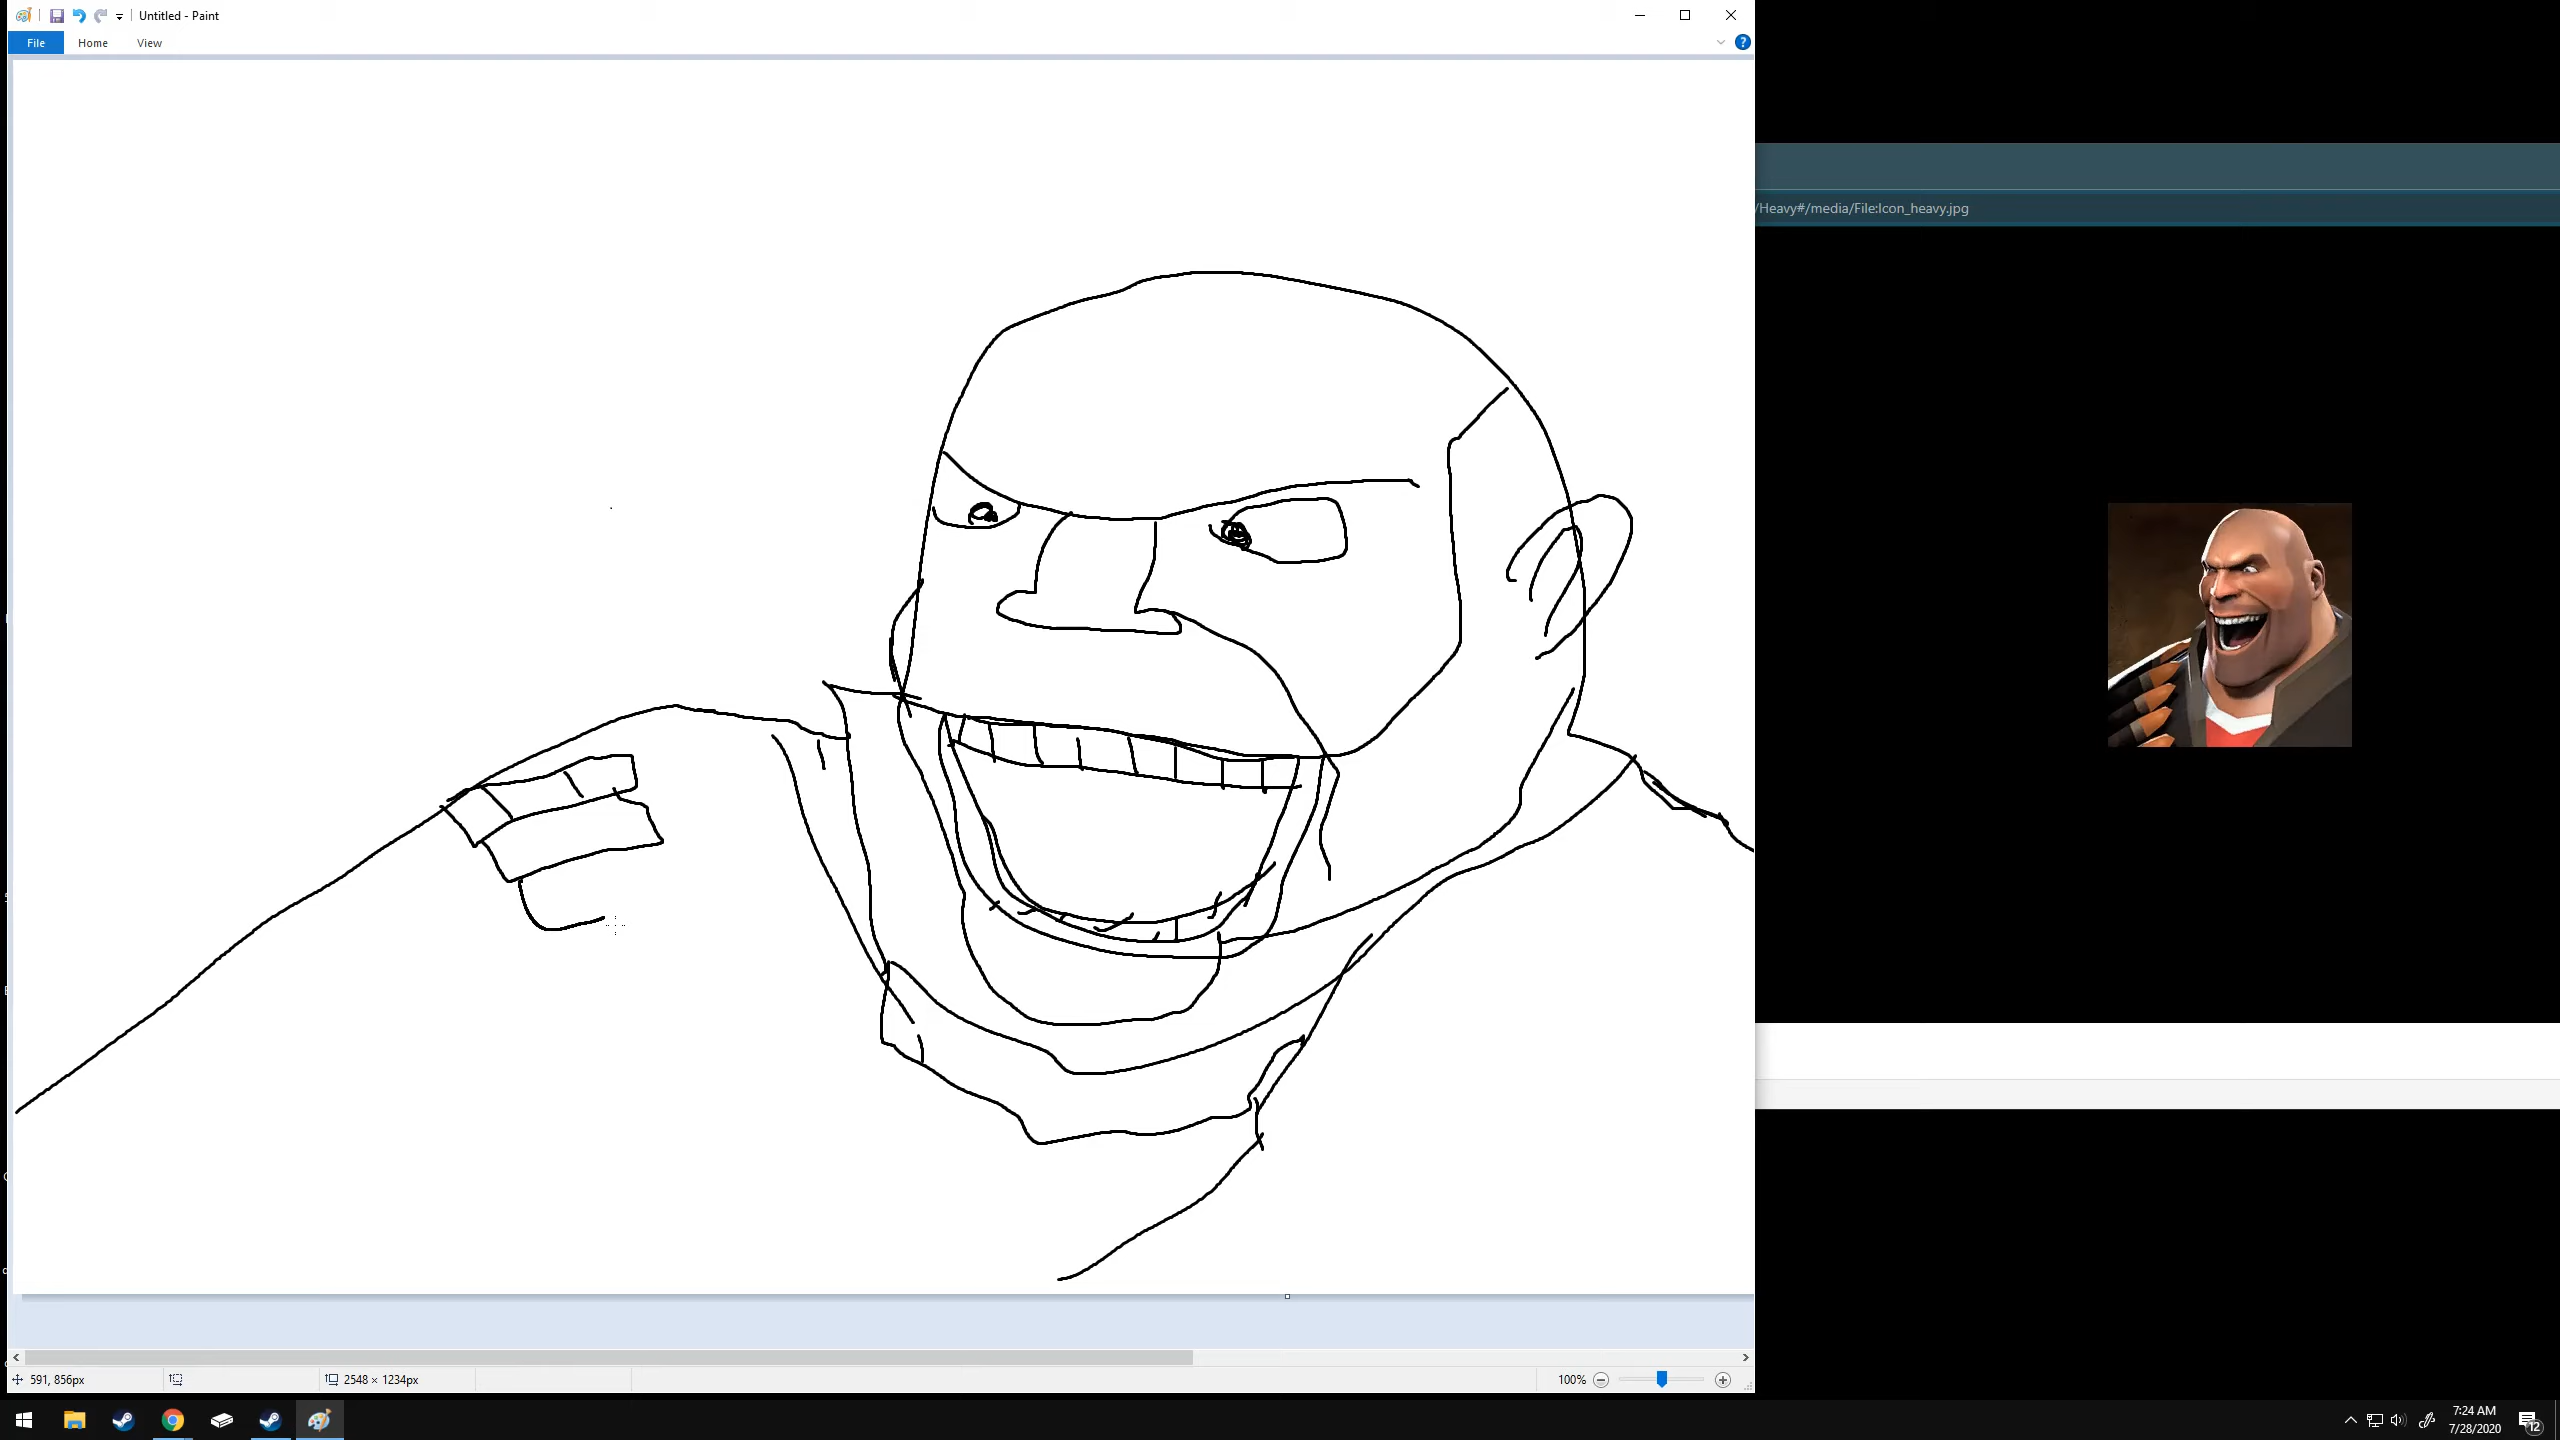 Untitled - Paint
File Home View
/Heavy#/media/File:Icon_heavy.jpg
591, 856px
2548 × 1234px
100%
7:24 AM
7/28/2020
12